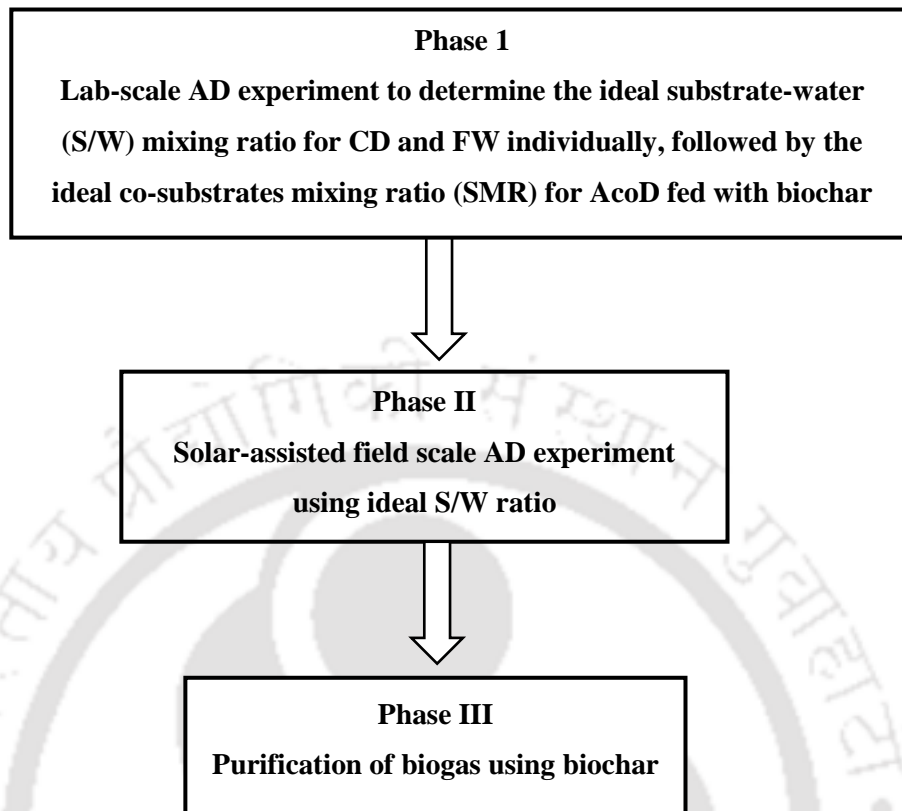 Phase 1
Lab-scale AD experiment to determine the ideal substrate-water
(S/W) mixing ratio for CD and FW individually, followed by the
ideal co-substrates mixing ratio (SMR) for AcoD fed with biochar
Phase II
Solar-assisted field scale AD experiment
using ideal S/W ratio
Phase III
Purification of biogas using biochar